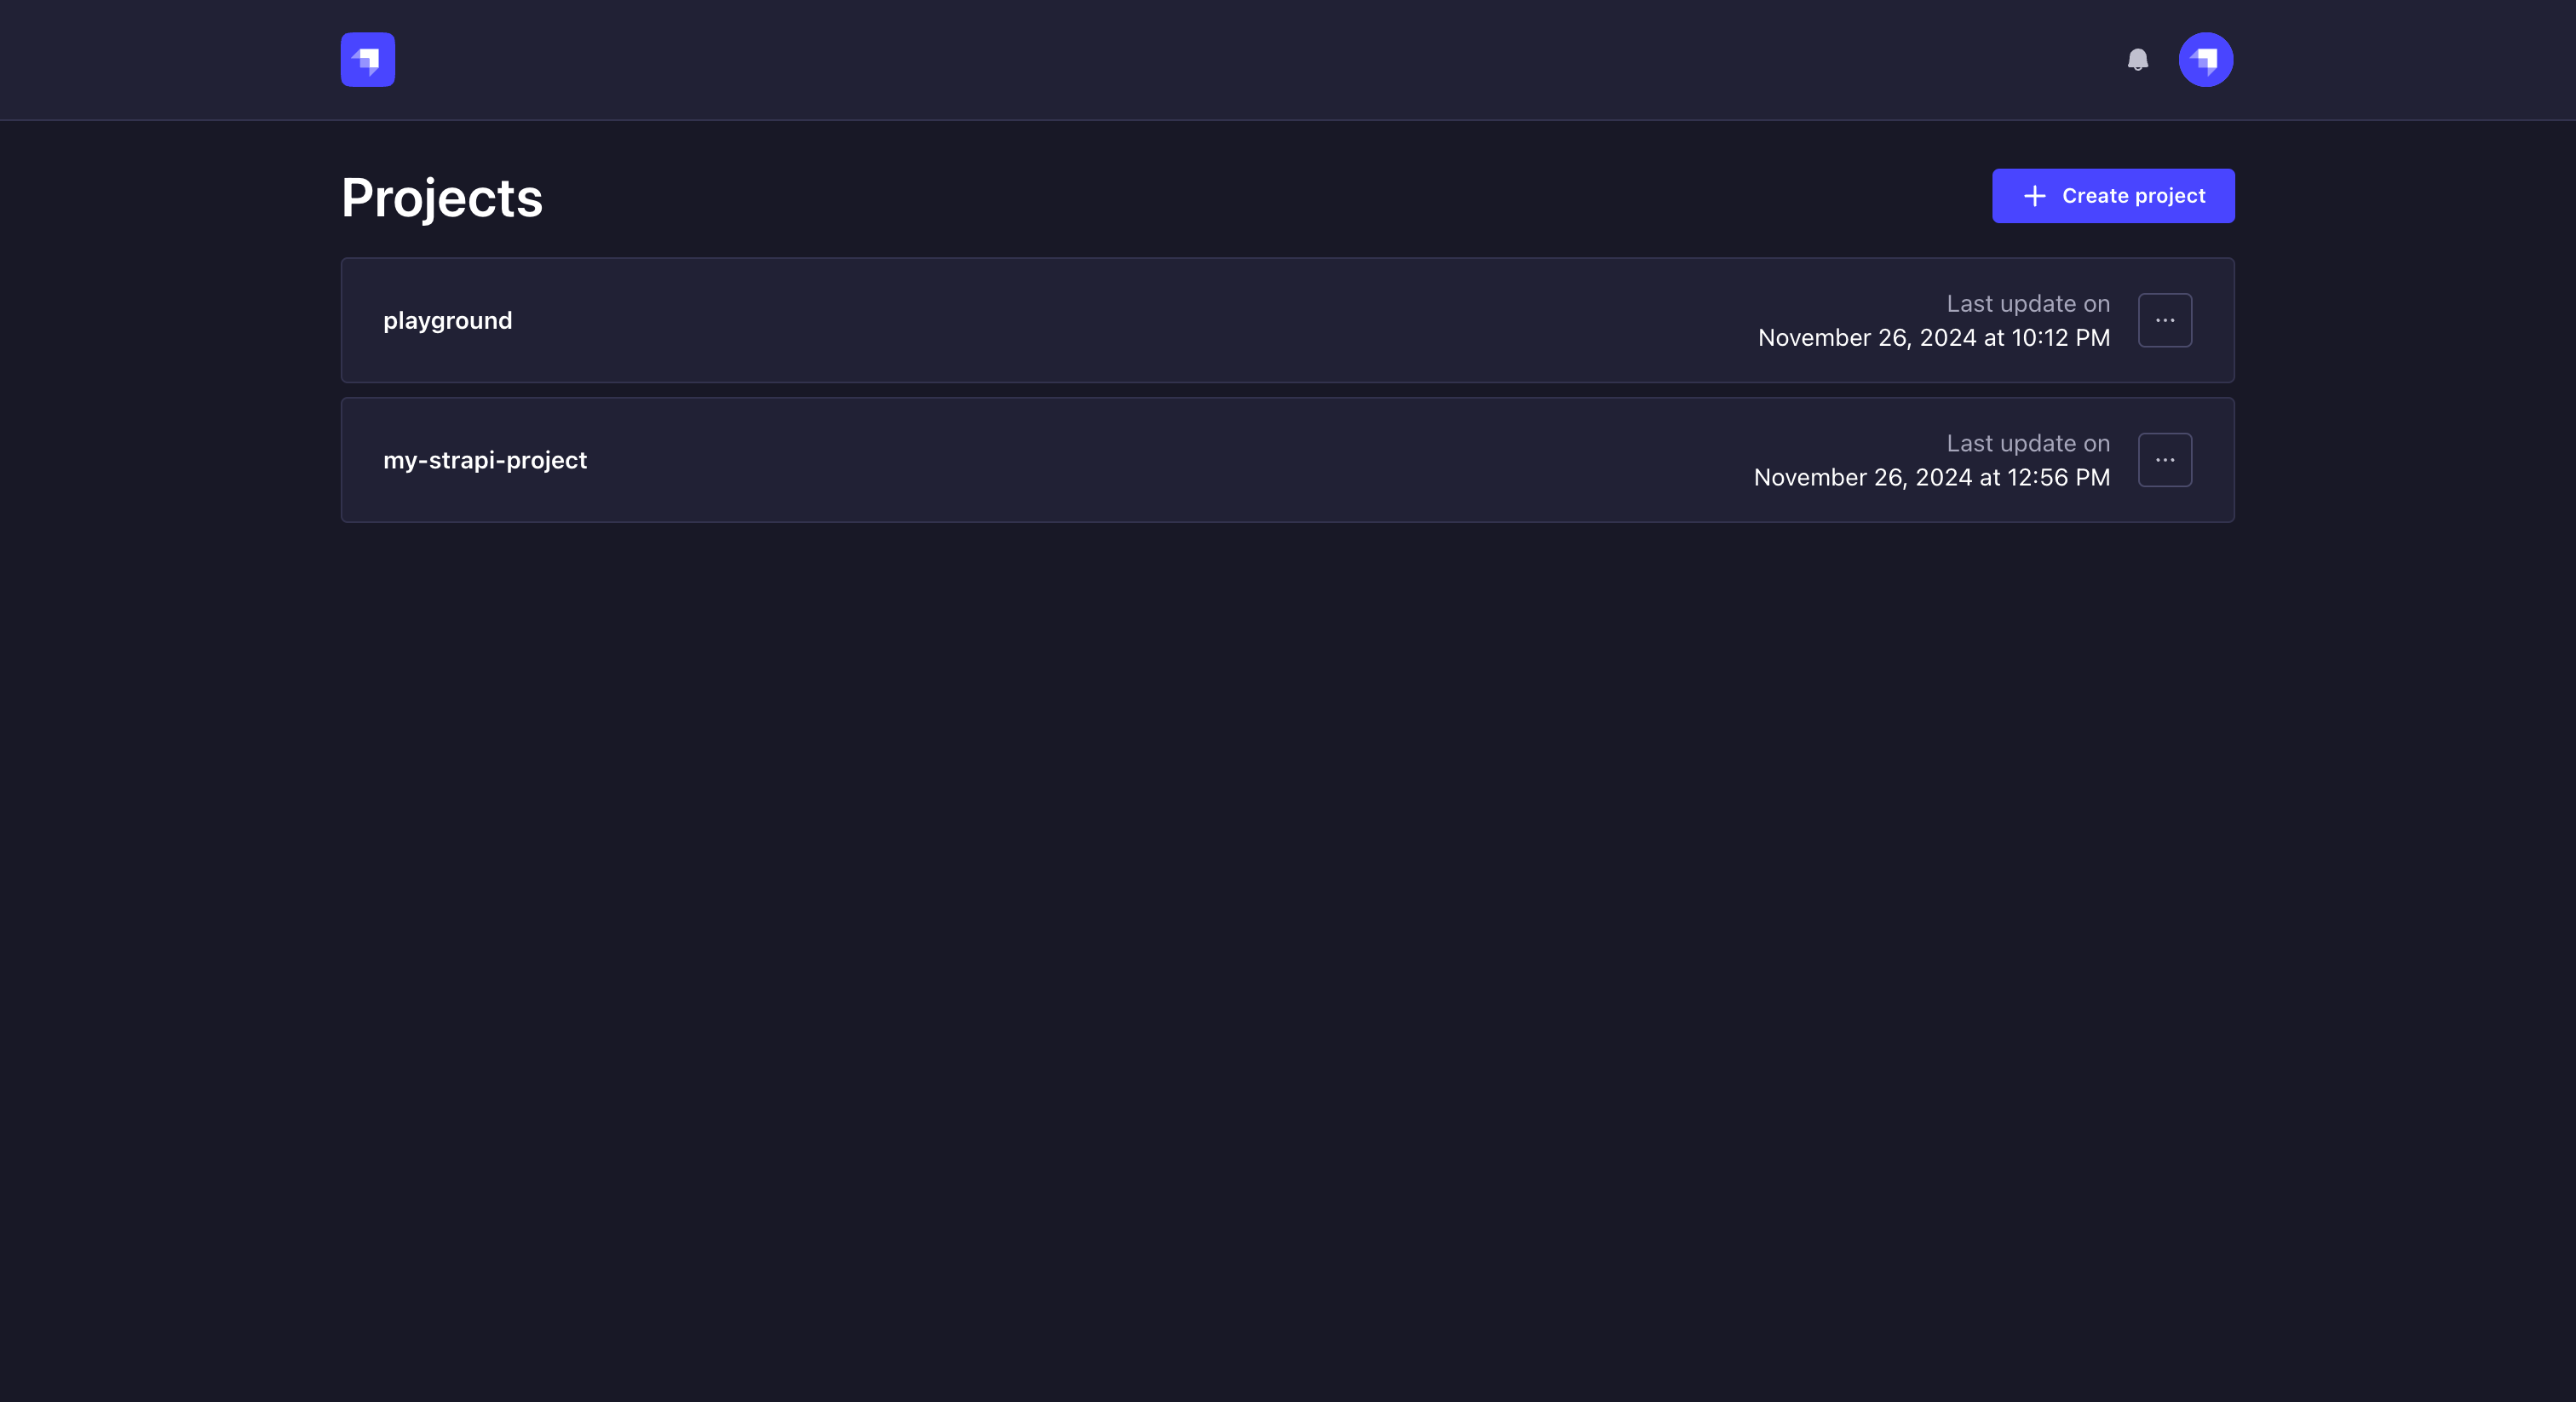 Projects
Create project
playground
Last update on
November 26, 2024 at 10:12 PM
my-strapi-project
Last update on
November 26, 2024 at 12:56 PM